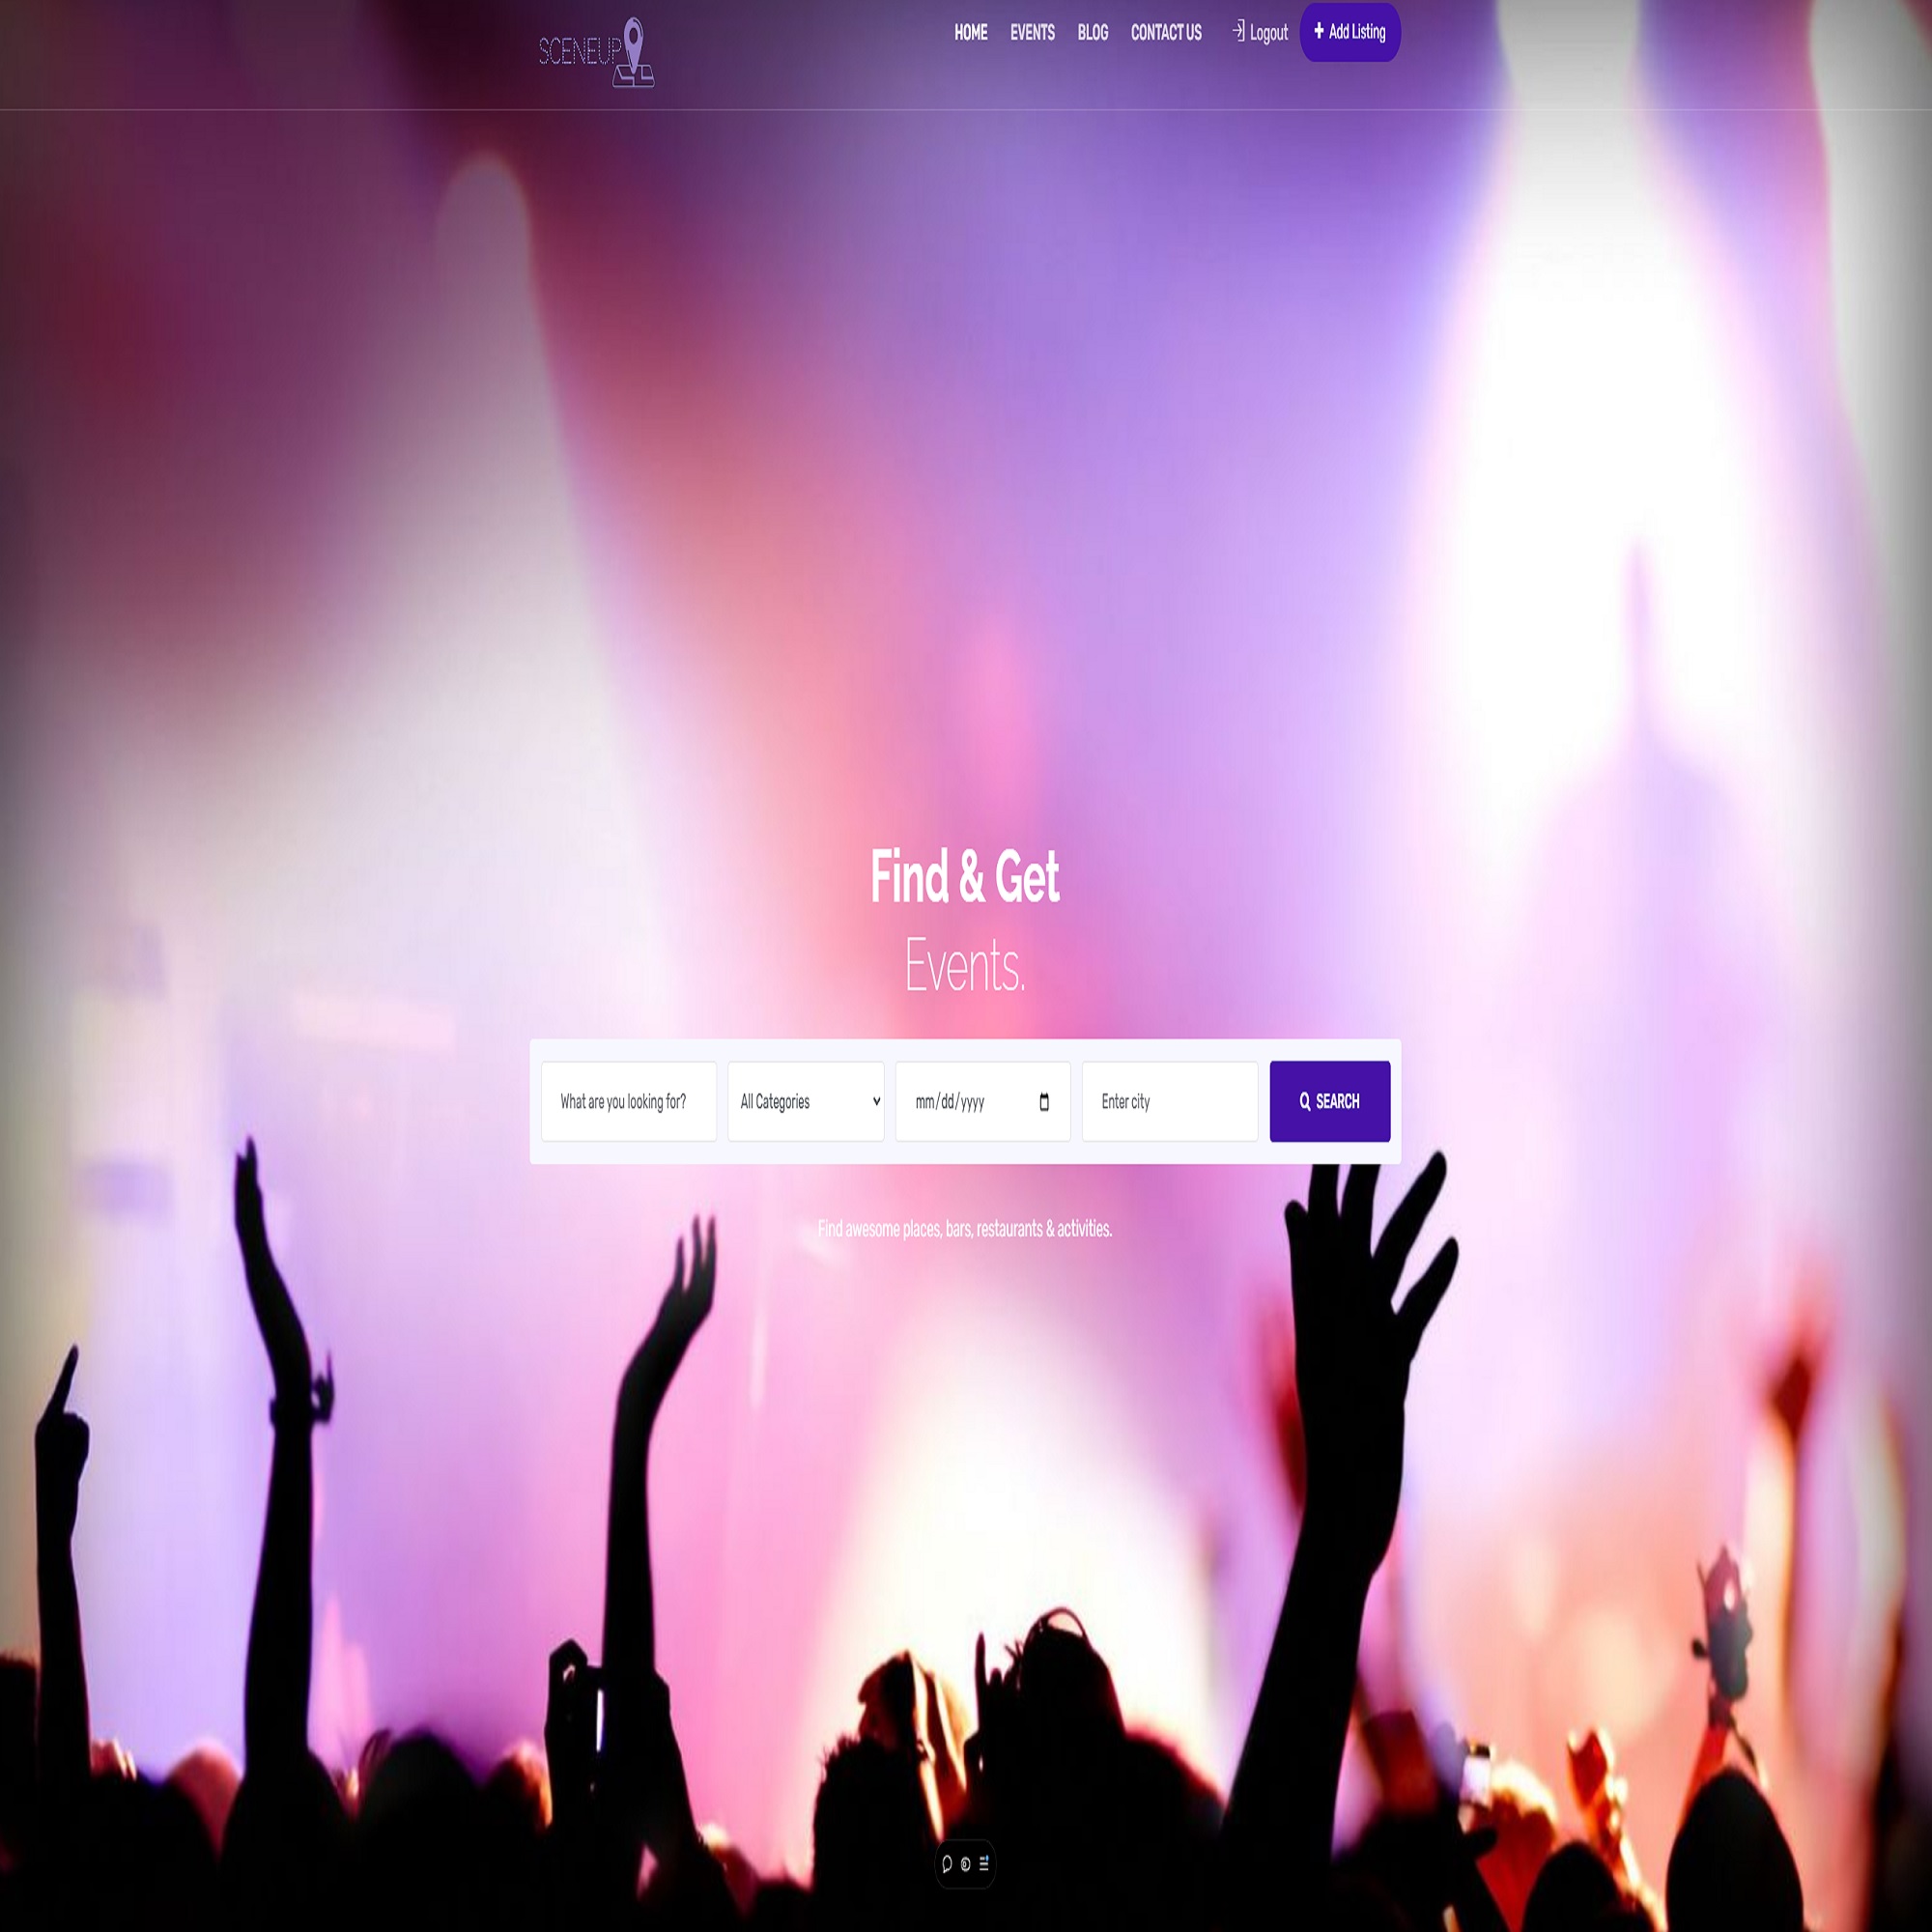 SCENEUP
HOME EVENTS BLOG CONTACT US Logout + Add Listing
Find & Get
Events.
What are you looking for? All Categories mm/dd/yyyy Enter city SEARCH
Find awesome places, bars, restaurants & activities.